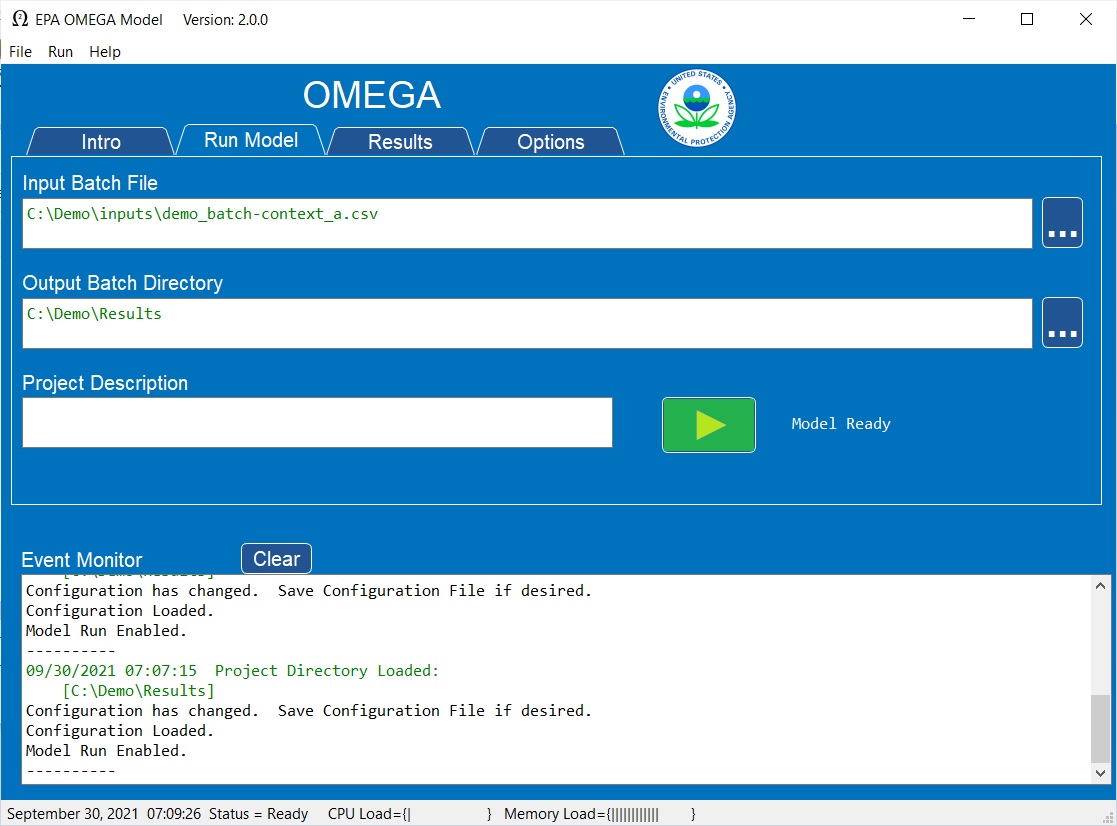 EPA OMEGA Model Version: 2.0.0
File Run Help
OMEGA
UNITED STATES ENVIRONMENTAL PROTECTION AGENCY
Intro Run Model Results Options
Input Batch File
C:\Demo\inputs\demo_batch-context_a.csv
...
Output Batch Directory
C:\Demo\Results
...
Project Description
Model Ready
Event Monitor Clear
[C:\Demo\Results]
Configuration has changed.  Save Configuration File if desired.
Configuration Loaded.
Model Run Enabled.
----------
09/30/2021 07:07:15  Project Directory Loaded:
[C:\Demo\Results]
Configuration has changed.  Save Configuration File if desired.
Configuration Loaded.
Model Run Enabled.
----------
September 30, 2021  07:09:26  Status = Ready CPU Load={| } Memory Load={|||||||||||| }